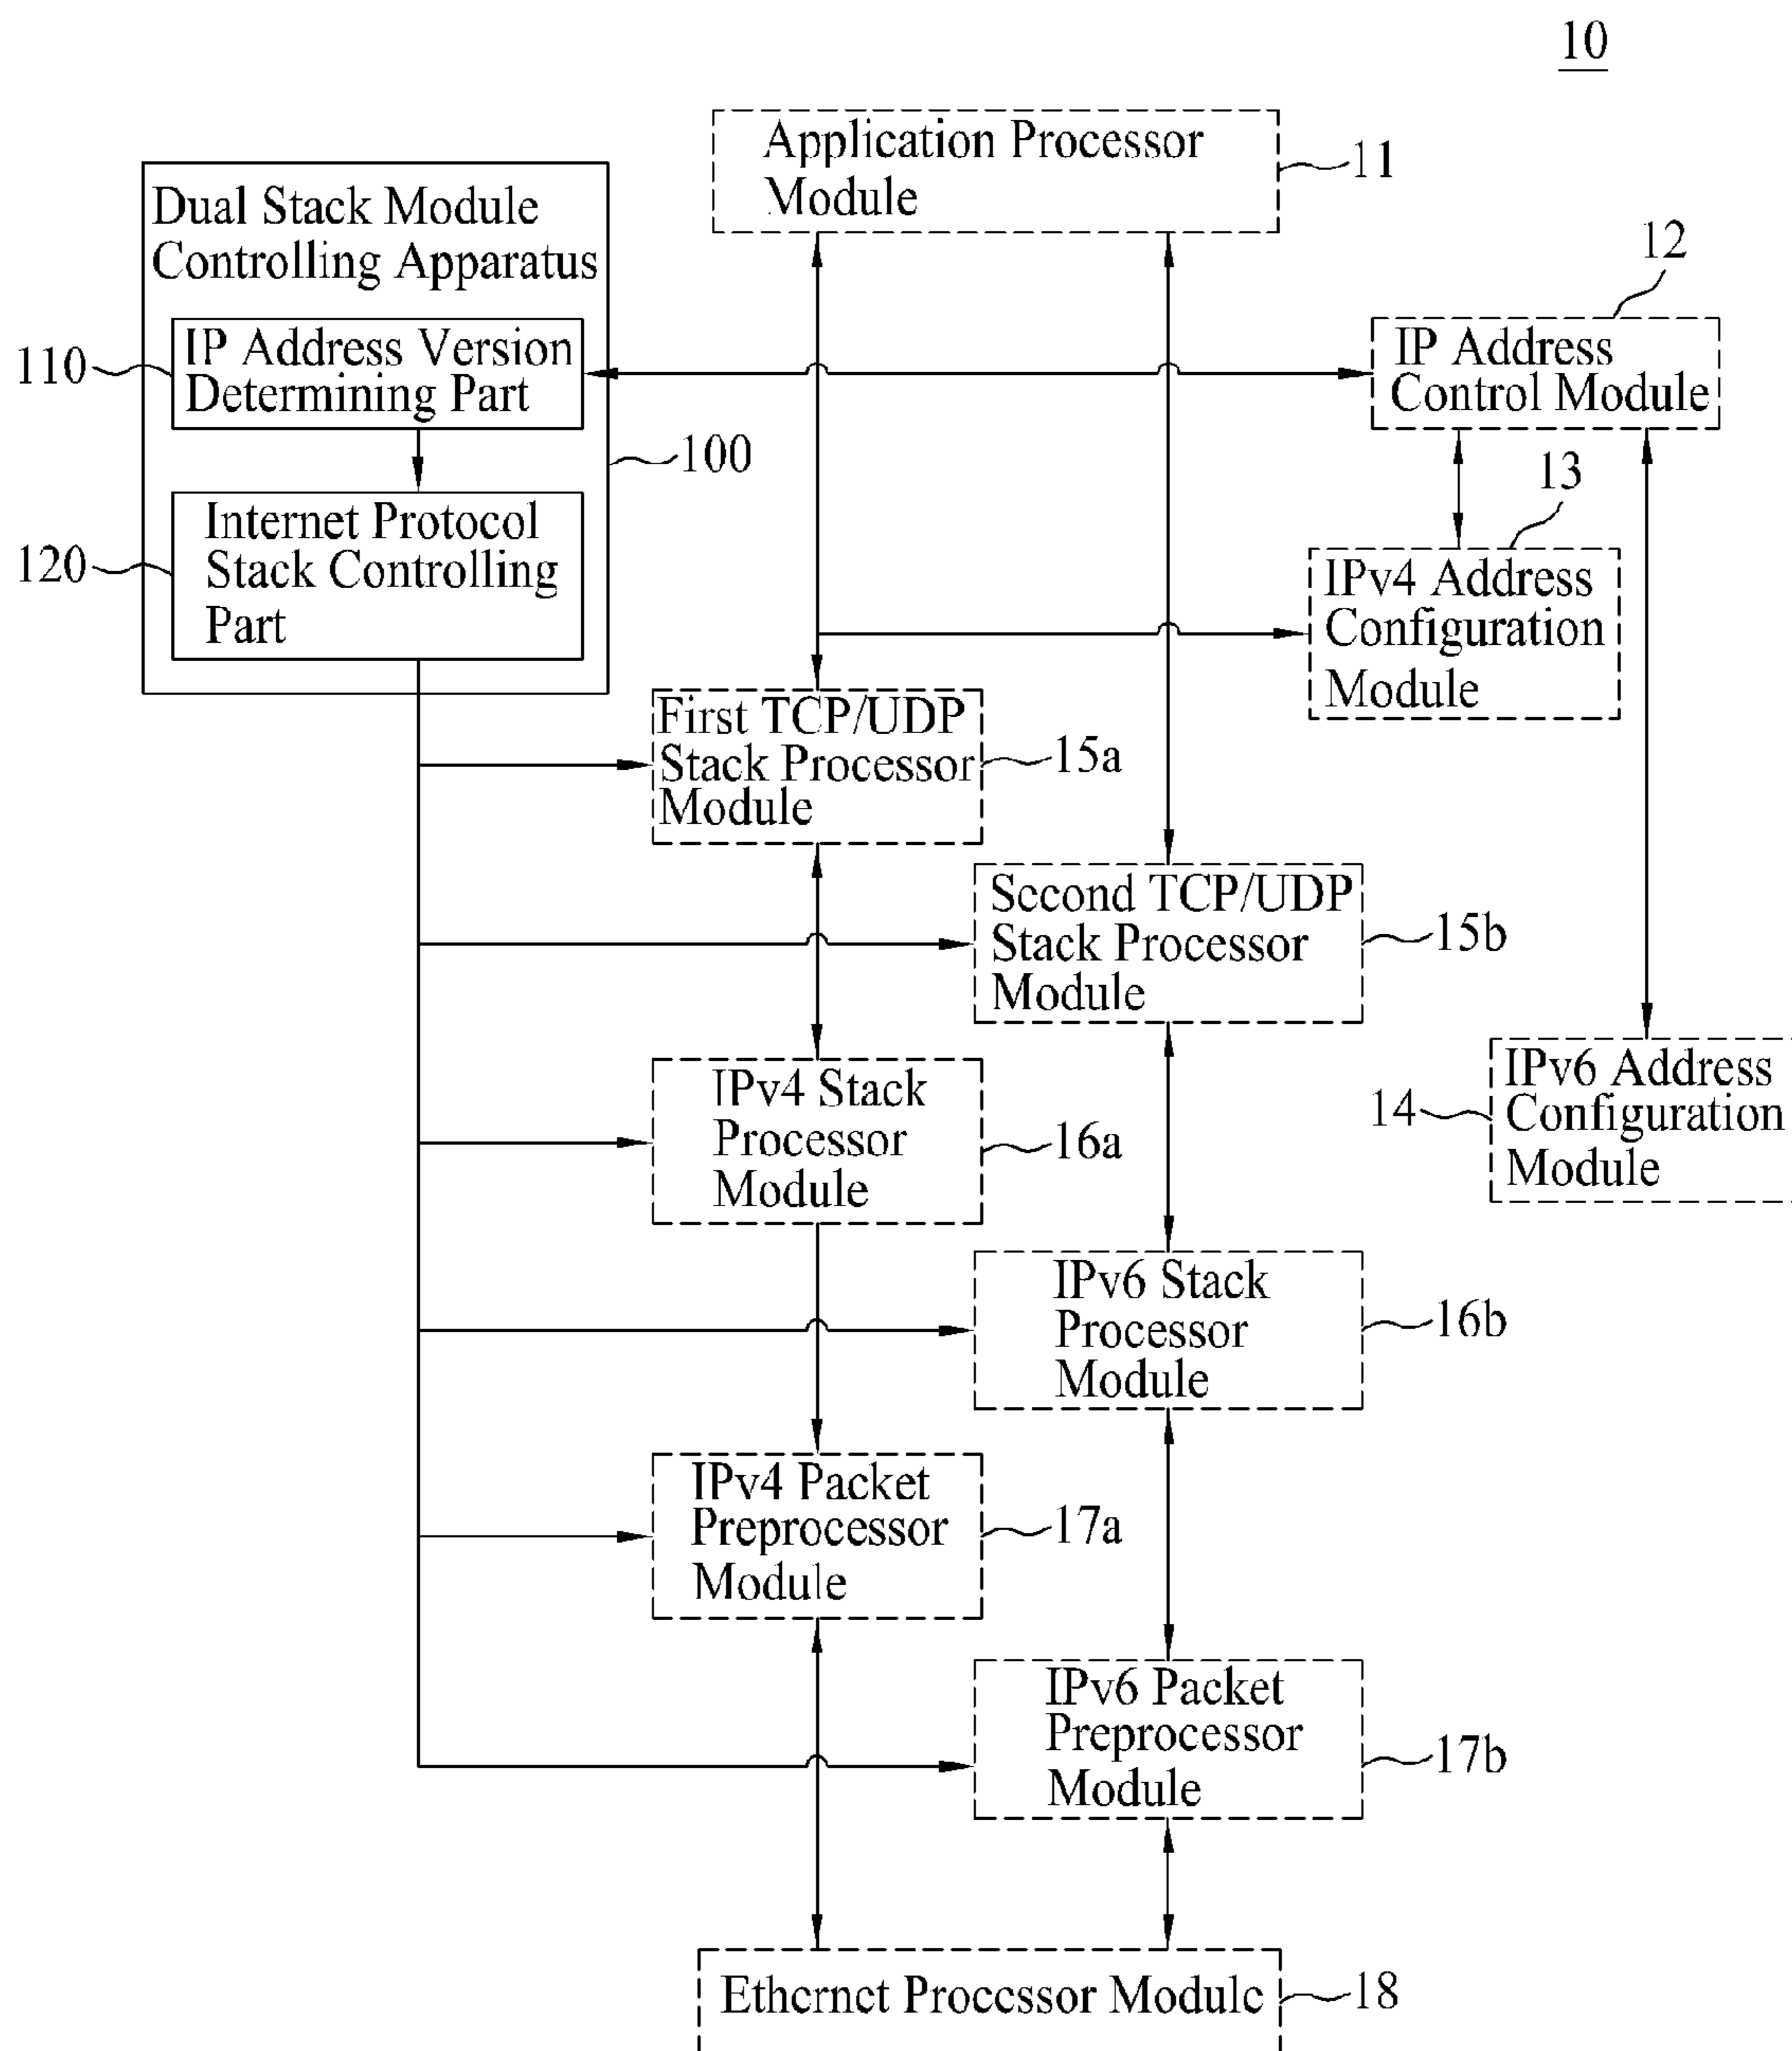 10
Application Processor
Module
11
Dual Stack Module
Controlling Apparatus
12
IP Address Version
Determining Part
110
IP Address
Control Module
100
13
Internet Protocol
Stack Controlling
Part
120
IPv4 Address
Configuration
Module
First TCP/UDP
Stack Processor
Module
15a
Second TCP/UDP
Stack Processor
Module
15b
IPv4 Stack
Processor
Module
16a
IPv6 Address
Configuration
Module
14
IPv6 Stack
Processor
Module
16b
IPv4 Packet
Preprocessor
Module
17a
IPv6 Packet
Preprocessor
Module
17b
Ethernet Processor Module
18